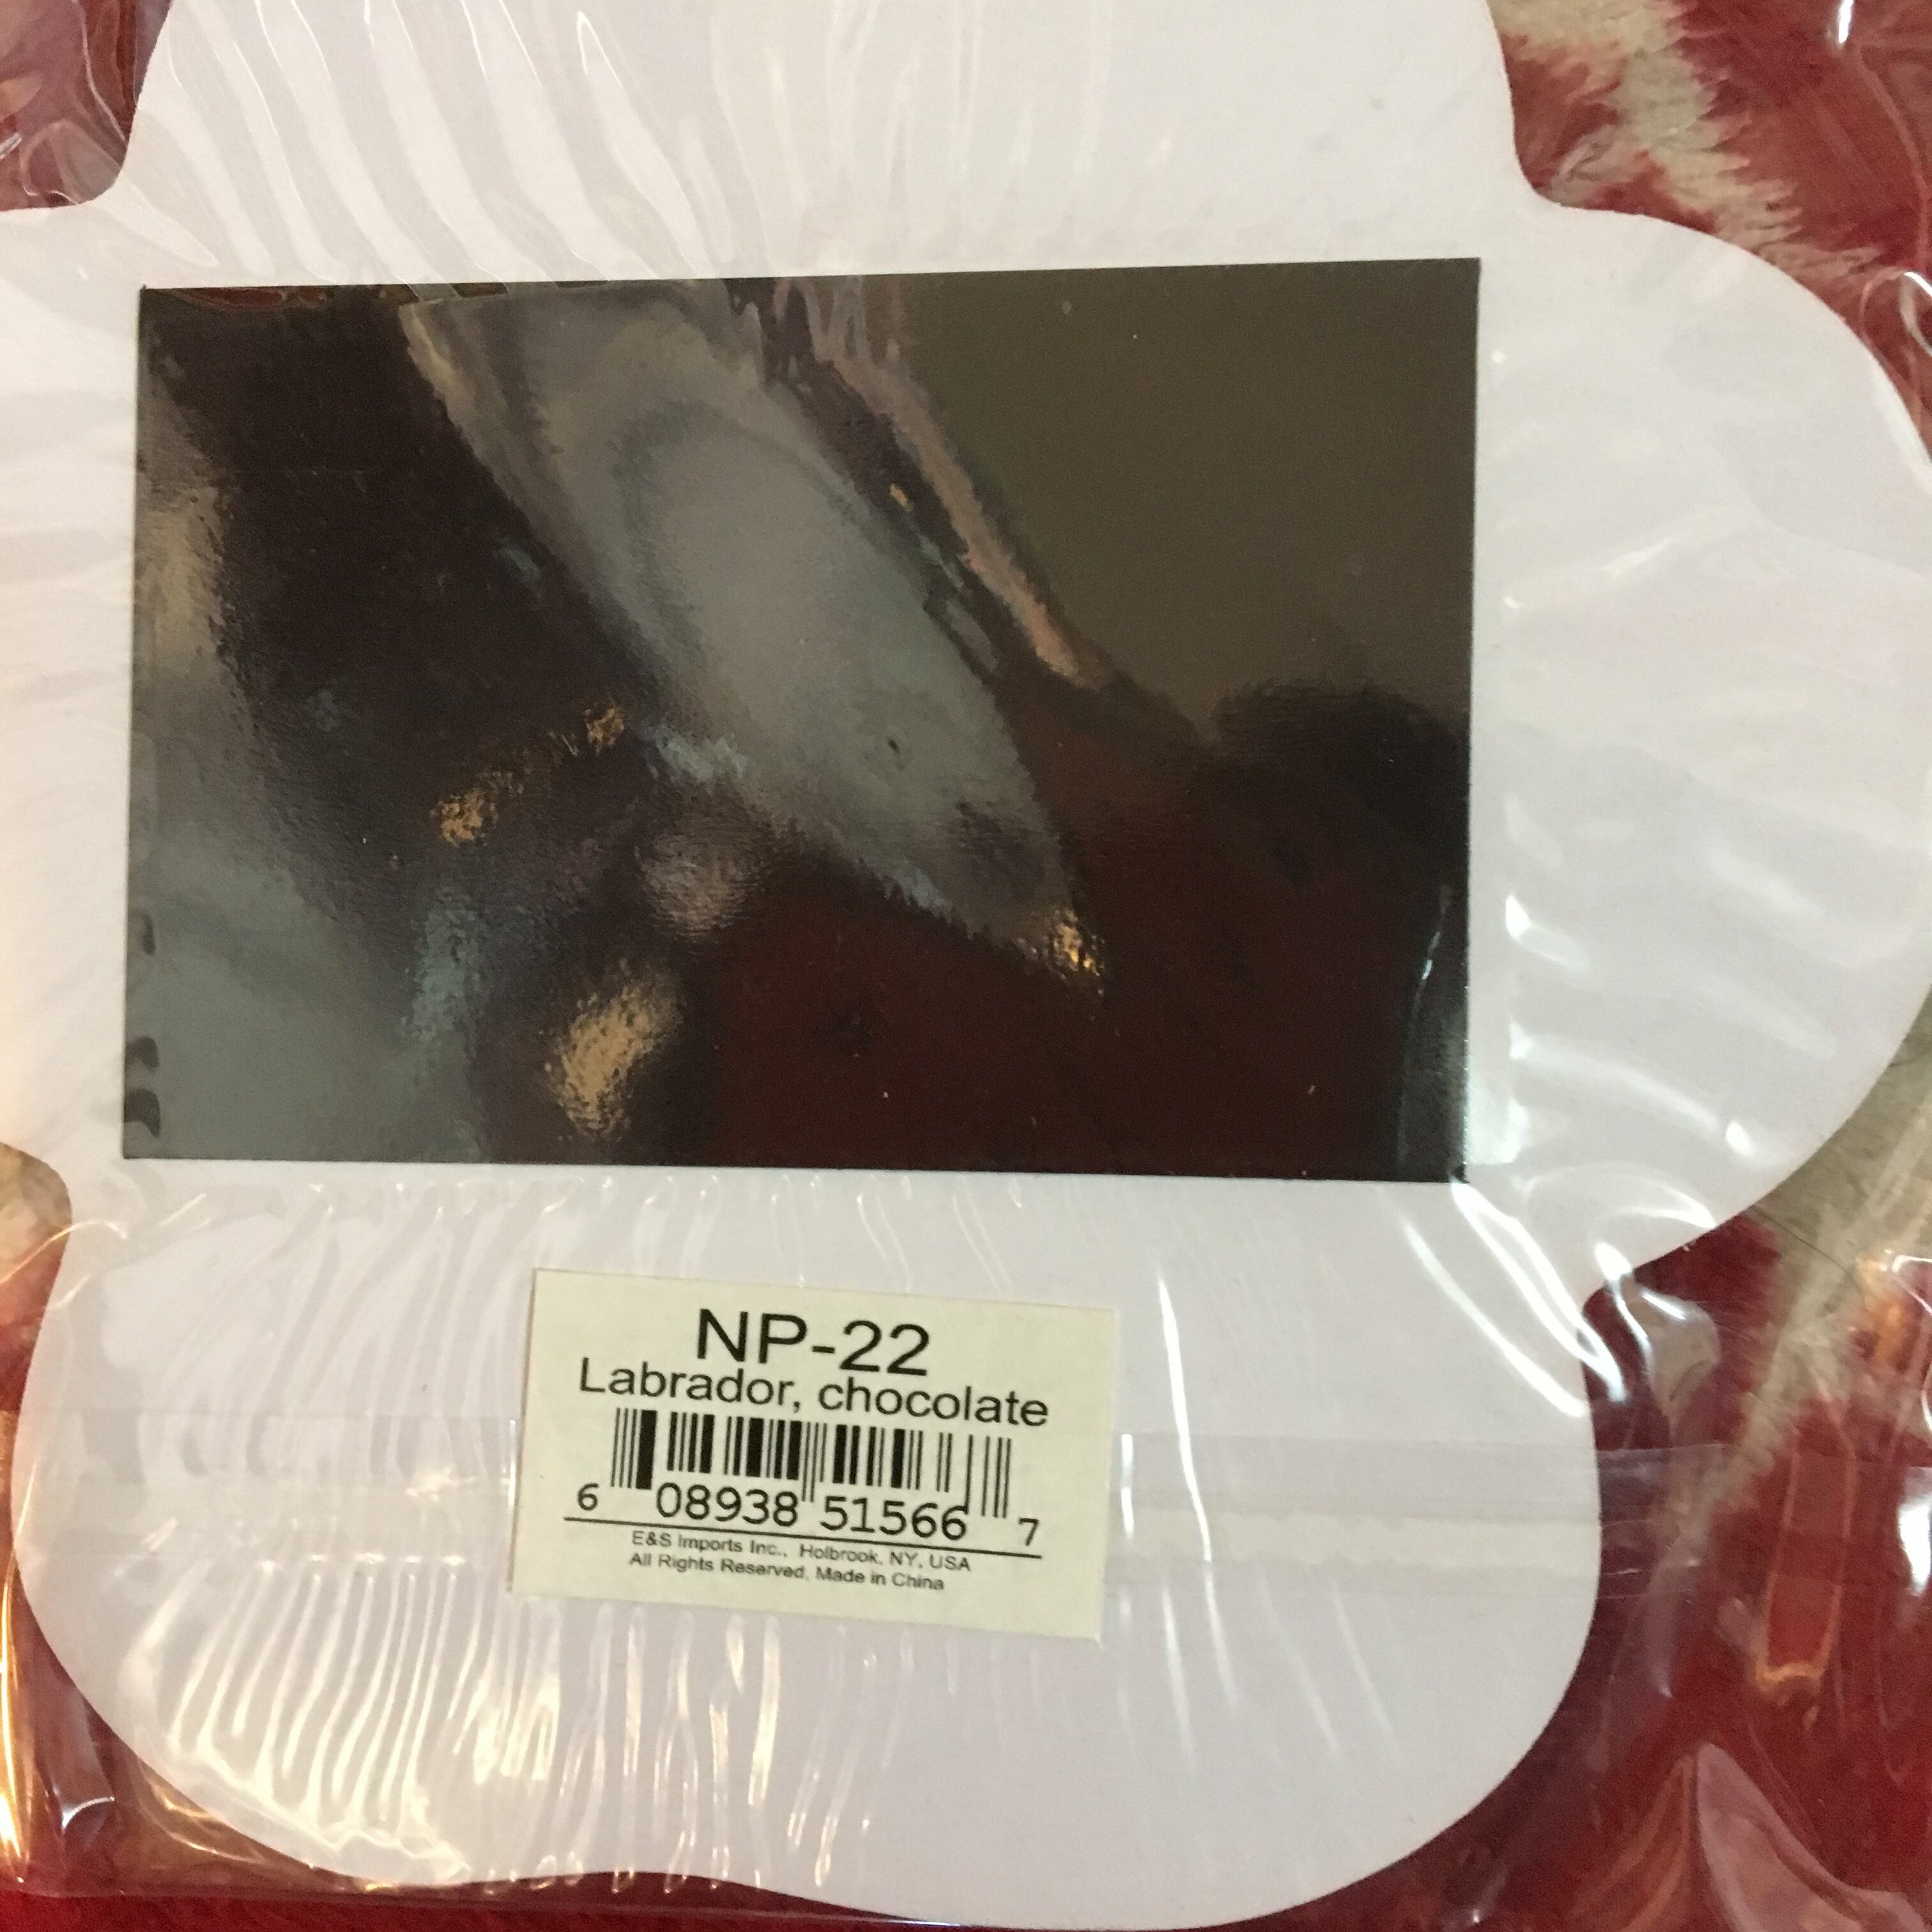 NP-22
Labrador, chocolate
6 08938 51566 7
E&S Imports Inc., Holbrook, NY, USA
All Rights Reserved, Made in China